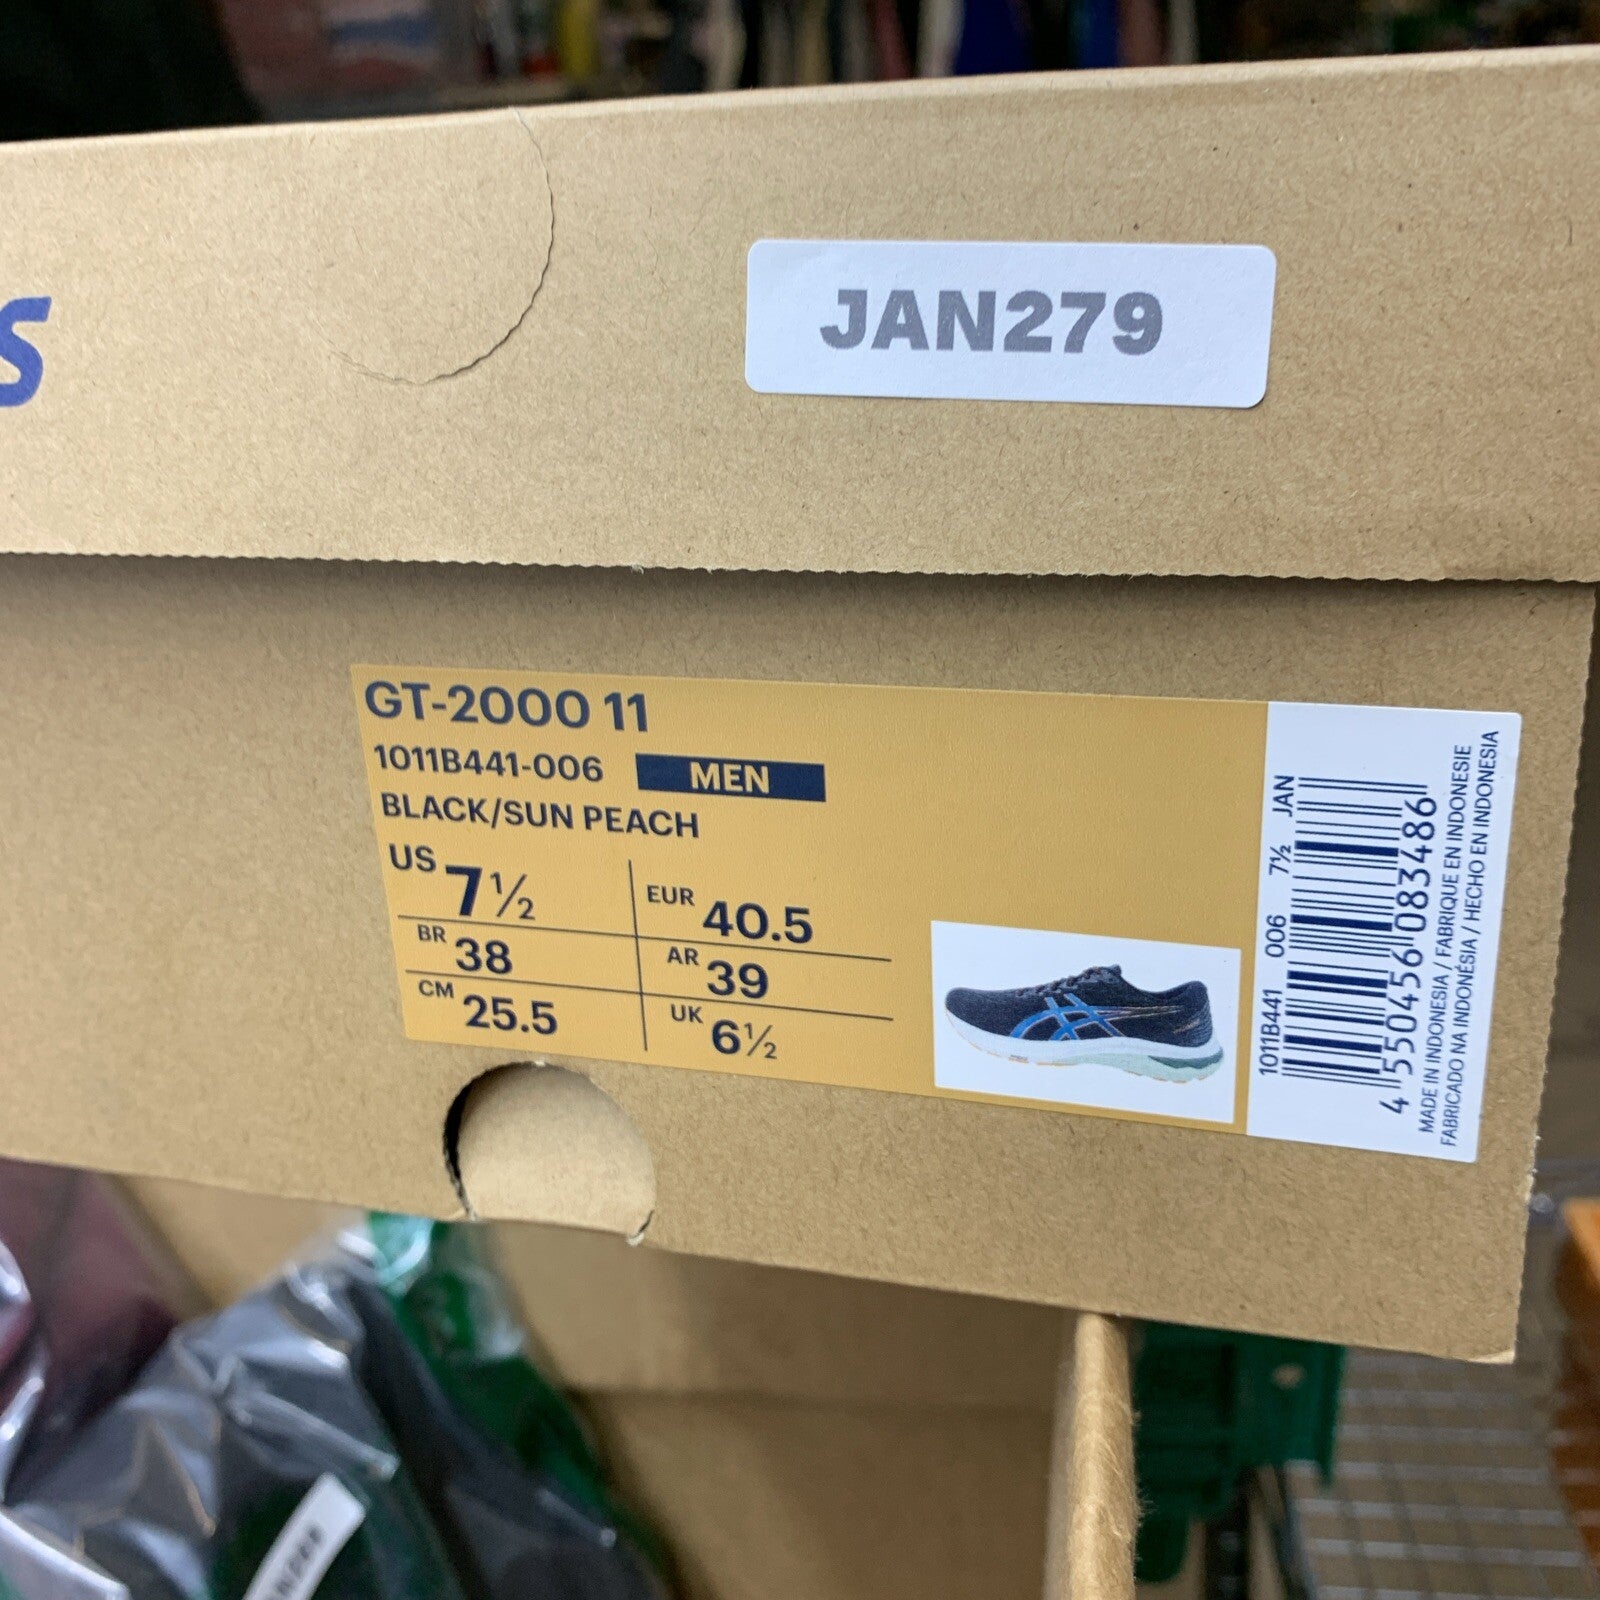 S
JAN279
GT-2000 11
1011B441-006 MEN
BLACK/SUN PEACH
US 7½ EUR 40.5
BR 38 AR 39
CM 25.5 UK 6½
1011B441 006 7½ JAN
4 550456 083486
MADE IN INDONESIA / FABRIQUE EN INDONESIE
FABRICADO NA INDONÉSIA / HECHO EN INDONESIA